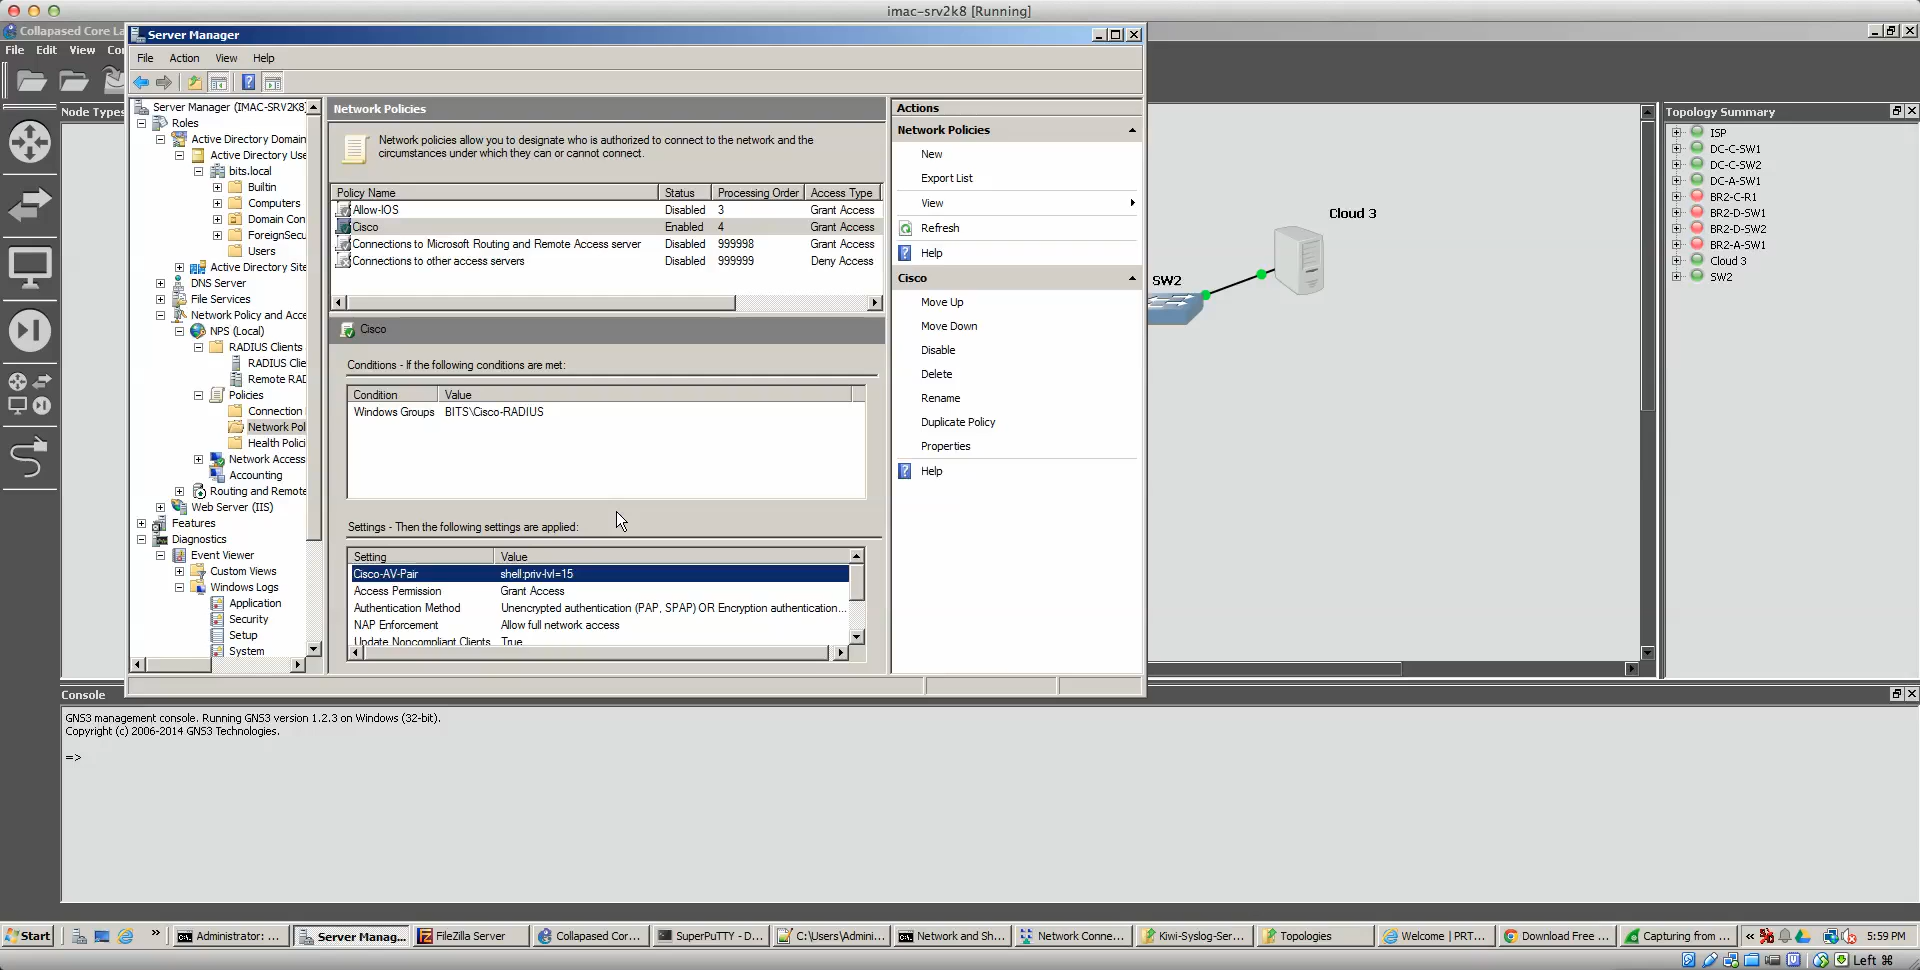 imac-srv2k8 [Running]
Collapased Core La
File Edit View Co
Server Manager
File Action View Help
Node Types
Server Manager (IMAC-SRV2K8)
Roles
Active Directory Domain
Active Directory Use
bits.local
Builtin
Computers
Domain Con
ForeignSec
Users
Active Directory Site
DNS Server
File Services
Network Policy and Acce
NPS (Local)
RADIUS Clients
RADIUS Clie
Remote RAD
Policies
Connection
Network Pol
Health Polici
Network Access
Accounting
Routing and Remote
Web Server (IIS)
Features
Diagnostics
Event Viewer
Custom Views
Windows Logs
Application
Security
Setup
System
Network Policies
Network policies allow you to designate who is authorized to connect to the network and the
circumstances under which they can or cannot connect.
Policy Name Status Processing Order Access Type
Allow-IOS Disabled 3 Grant Access
Cisco Enabled 4 Grant Access
Connections to Microsoft Routing and Remote Access server Disabled 999998 Grant Access
Connections to other access servers Disabled 999999 Deny Access
Cisco
Conditions - If the following conditions are met:
Condition Value
Windows Groups BITS\Cisco-RADIUS
Settings - Then the following settings are applied:
Setting Value
Cisco-AV-Pair shell:priv-lvl=15
Access Permission Grant Access
Authentication Method Unencrypted authentication (PAP, SPAP) OR Encryption authentication...
NAP Enforcement Allow full network access
Update Noncompliant Clients True
Actions
Network Policies
New
Export List
View
Refresh
Help
Cisco
Move Up
Move Down
Disable
Delete
Rename
Duplicate Policy
Properties
Help
Cloud 3
SW2
Topology Summary
ISP
DC-C-SW1
DC-C-SW2
DC-A-SW1
BR2-C-R1
BR2-D-SW1
BR2-D-SW2
BR2-A-SW1
Cloud 3
SW2
Console
GNS3 management console. Running GNS3 version 1.2.3 on Windows (32-bit).
Copyright (c) 2006-2014 GNS3 Technologies.
=>
Start » Administrator: ... Server Manag... FileZilla Server Collapased Cor... SuperPuTTY - D... C:\Users\Admini... Network and Sh... Network Conne... Kiwi-Syslog-Ser... Topologies Welcome | PRT... Download Free ... Capturing from ... « 5:59 PM
Left ⌘